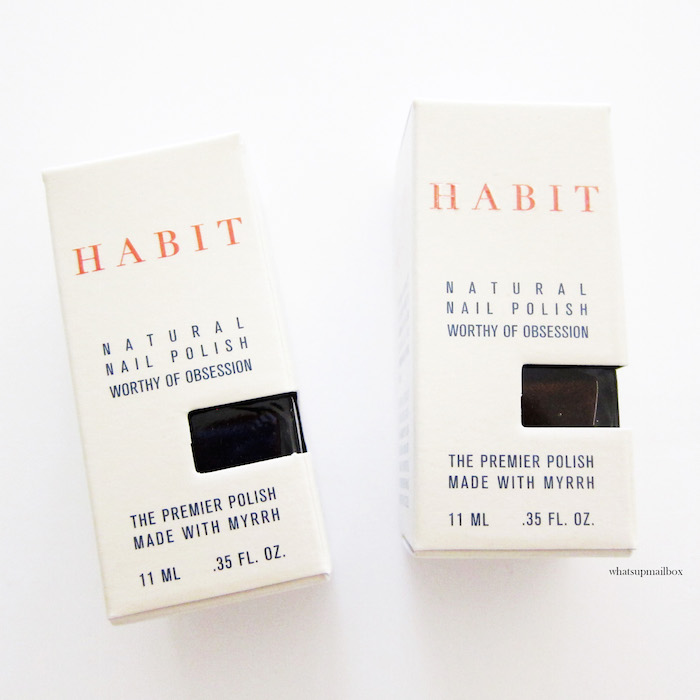 HABIT
NATURAL
NAIL POLISH
WORTHY OF OBSESSION
THE PREMIER POLISH
MADE WITH MYRRH
11 ML .35 FL. OZ.
HABIT
NATURAL
NAIL POLISH
WORTHY OF OBSESSION
THE PREMIER POLISH
MADE WITH MYRRH
11 ML .35 FL. OZ.
whatsupmailbox